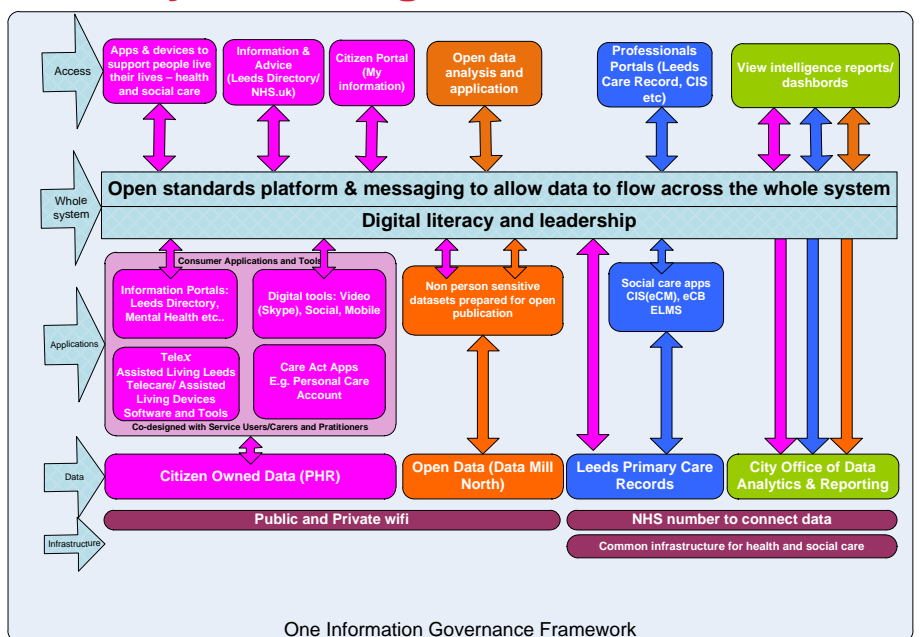 Access
Apps & devices to
support people live
their lives – health
and social care
Information &
Advice
(Leeds Directory/
NHS.uk)
Citizen Portal
(My
information)
Open data
analysis and
application
Professionals
Portals (Leeds
Care Record, CIS
etc)
View intelligence reports/
dashbords
Whole
system
Open standards platform & messaging to allow data to flow across the whole system
Digital literacy and leadership
Applications
Consumer Applications and Tools
Information Portals:
Leeds Directory,
Mental Health etc..
Digital tools: Video
(Skype), Social, Mobile
Telex
Assisted Living Leeds
Telecare/ Assisted
Living Devices
Software and Tools
Care Act Apps
E.g. Personal Care
Account
Co-designed with Service Users/Carers and Pratitioners
Non person sensitive
datasets prepared for open
publication
Social care apps
CIS(eCM), eCB
ELMS
Data
Citizen Owned Data (PHR)
Open Data (Data Mill
North)
Leeds Primary Care
Records
City Office of Data
Analytics & Reporting
Infrastructure
Public and Private wifi
NHS number to connect data
Common infrastructure for health and social care
One Information Governance Framework